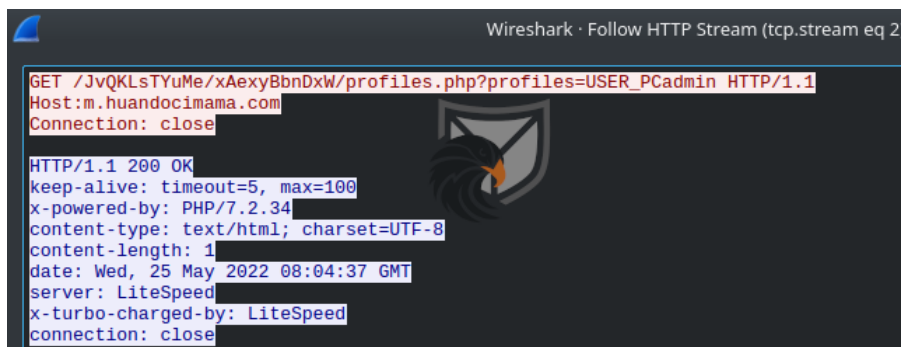 Wireshark · Follow HTTP Stream (tcp.stream eq 2
GET /JvQKLsTYuMe/xAexyBbnDxW/profiles.php?profiles=USER_PCadmin HTTP/1.1
Host:m.huandocimama.com
Connection: close
HTTP/1.1 200 OK
keep-alive: timeout=5, max=100
x-powered-by: PHP/7.2.34
content-type: text/html; charset=UTF-8
content-length: 1
date: Wed, 25 May 2022 08:04:37 GMT
server: LiteSpeed
x-turbo-charged-by: LiteSpeed
connection: close